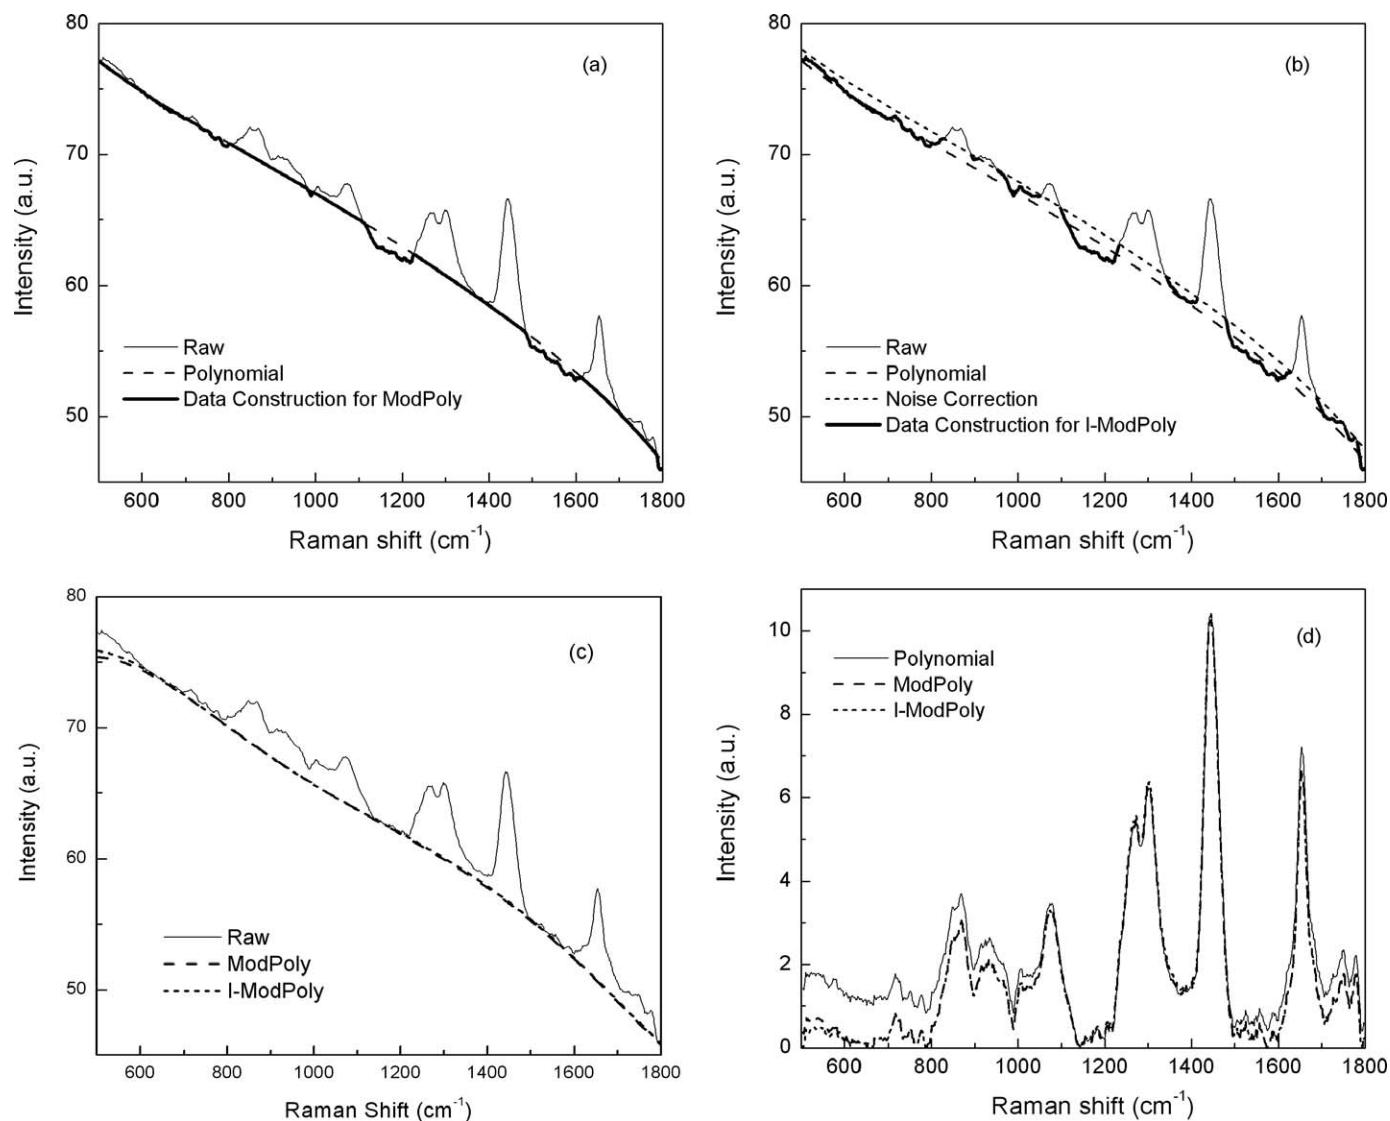 80
70
60
50
Intensity (a.u.)
(a)
Raw
Polynomial
Data Construction for ModPoly
600 800 1000 1200 1400 1600 1800
Raman shift (cm-1)
80
70
60
50
Intensity (a.u.)
(b)
Raw
Polynomial
Noise Correction
Data Construction for I-ModPoly
600 800 1000 1200 1400 1600 1800
Raman shift (cm-1)
80
70
60
50
Intensity (a.u.)
(c)
Raw
ModPoly
I-ModPoly
600 800 1000 1200 1400 1600 1800
Raman Shift (cm-1)
10
8
6
4
2
0
Intensity (a.u.)
(d)
Polynomial
ModPoly
I-ModPoly
600 800 1000 1200 1400 1600 1800
Raman shift (cm-1)